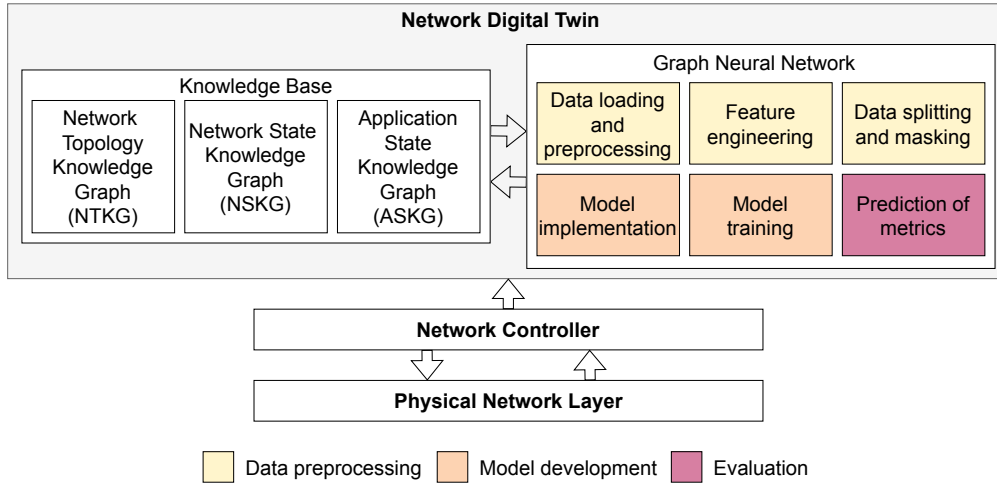 Network Digital Twin
Knowledge Base
Network
Topology
Knowledge
Graph
(NTKG)
Network State
Knowledge
Graph
(NSKG)
Application
State
Knowledge
Graph
(ASKG)
Graph Neural Network
Data loading
and
preprocessing
Feature
engineering
Data splitting
and masking
Model
implementation
Model
training
Prediction of
metrics
Network Controller
Physical Network Layer
Data preprocessing
Model development
Evaluation